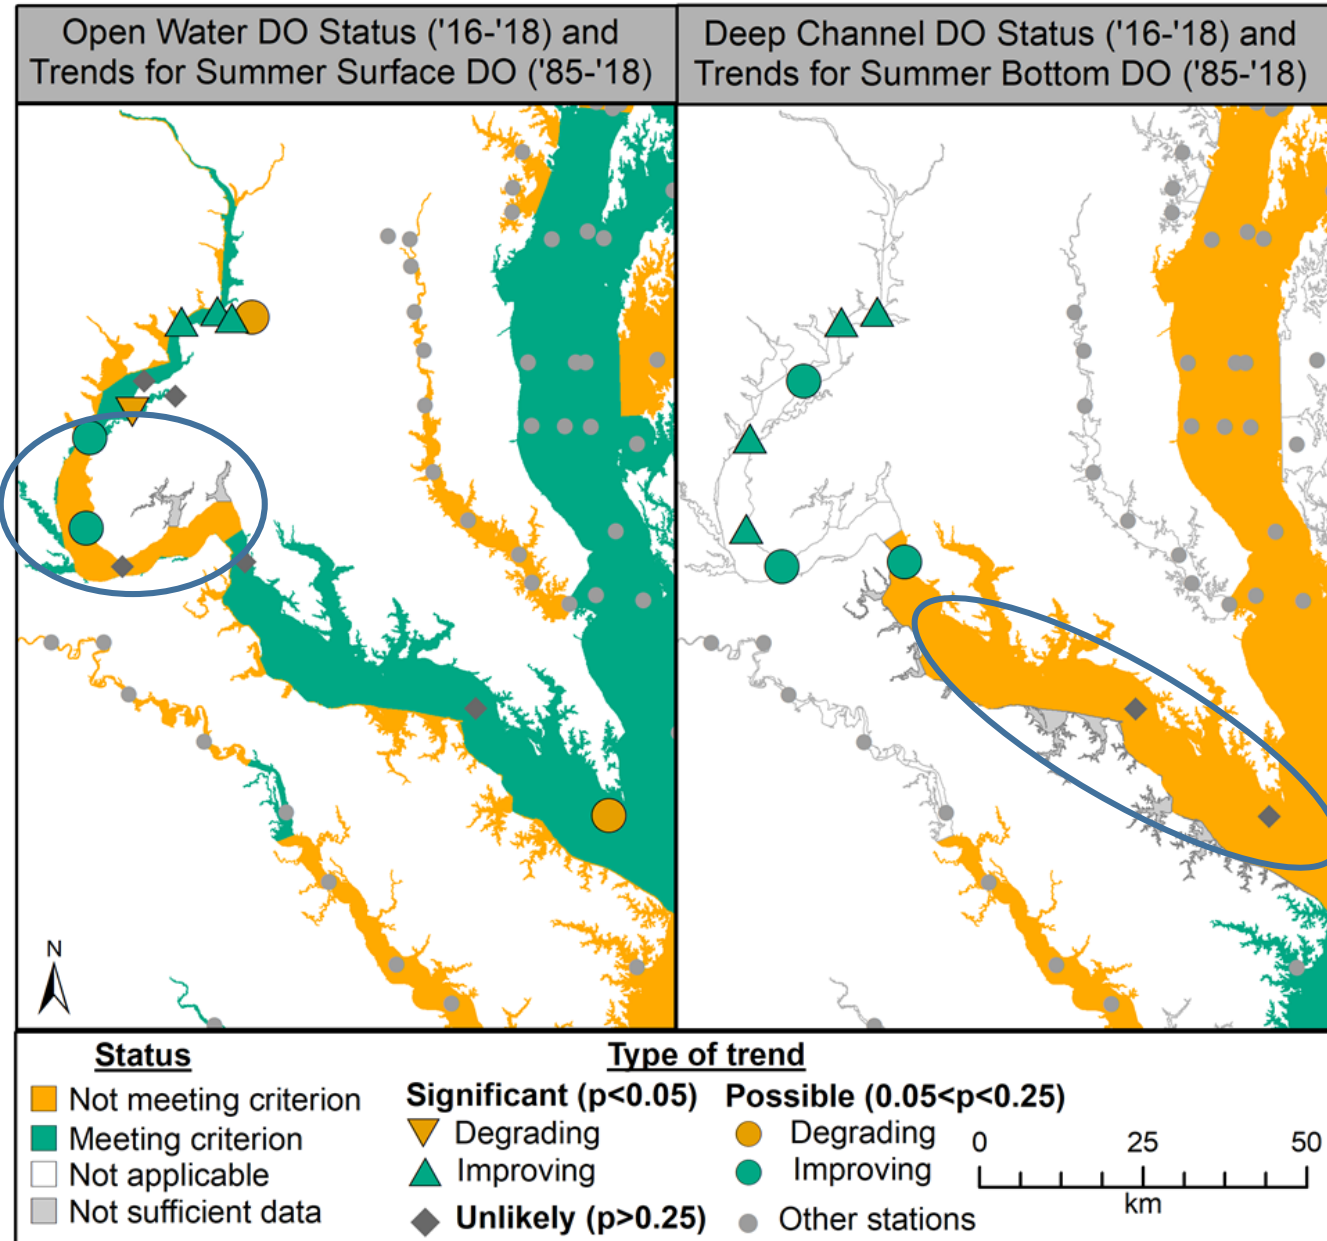 Open Water DO Status ('16-'18) and
Trends for Summer Surface DO ('85-'18)
Deep Channel DO Status ('16-'18) and
Trends for Summer Bottom DO ('85-'18)
N
Status
Not meeting criterion
Meeting criterion
Not applicable
Not sufficient data
Type of trend
Significant (p<0.05)
Degrading
Improving
Unlikely (p>0.25)
Possible (0.05<p<0.25)
Degrading
Improving
Other stations
0 25 50
km